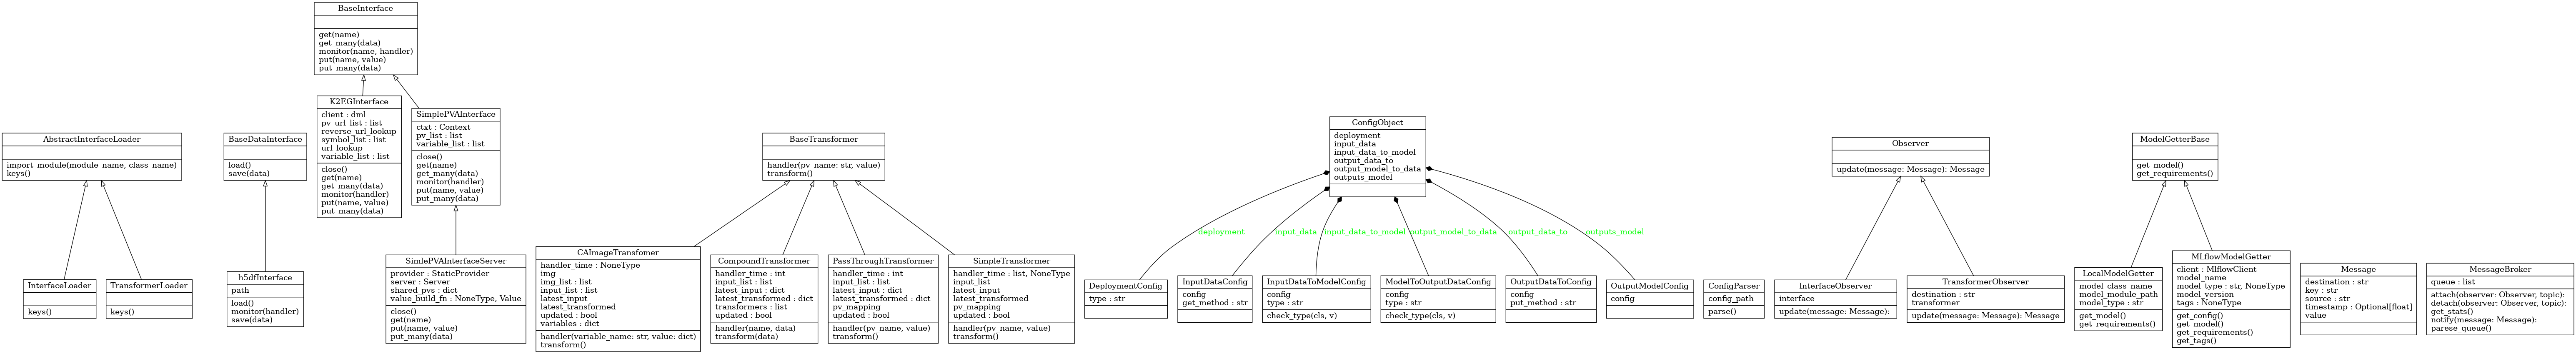 BaseInterface
get(name)
get_many(data)
monitor(name, handler)
put(name, value)
put_many(data)
AbstractInterfaceLoader
import_module(module_name, class_name)
keys()
BaseDataInterface
load()
save(data)
K2EGInterface
client : dml
pv_url_list : list
reverse_url_lookup
symbol_list : list
url_lookup
variable_list : list
close()
get(name)
get_many(data)
monitor(handler)
put(name, value)
put_many(data)
SimplePVAInterface
ctxt : Context
pv_list : list
variable_list : list
close()
get(name)
get_many(data)
monitor(handler)
put(name, value)
put_many(data)
BaseTransformer
handler(pv_name: str, value)
transform()
ConfigObject
deployment
input_data
input_data_to_model
output_data_to
output_model_to_data
outputs_model
Observer
update(message: Message): Message
ModelGetterBase
get_model()
get_requirements()
deployment
input_data
input_data_to_model
output_model_to_data
output_data_to
outputs_model
InterfaceLoader
keys()
TransformerLoader
keys()
h5dfInterface
path
load()
monitor(handler)
save(data)
SimlePVAInterfaceServer
provider : StaticProvider
server : Server
shared_pvs : dict
value_build_fn : NoneType, Value
close()
get(name)
put(name, value)
put_many(data)
CAImageTransfomer
handler_time : NoneType
img
img_list : list
input_list : list
latest_input
latest_transformed
updated : bool
variables : dict
handler(variable_name: str, value: dict)
transform()
CompoundTransformer
handler_time : int
input_list : list
latest_input : dict
latest_transformed : dict
transformers : list
updated : bool
handler(name, data)
transform(data)
PassThroughTransformer
handler_time : int
input_list : list
latest_input : dict
latest_transformed : dict
pv_mapping
updated : bool
handler(pv_name, value)
transform()
SimpleTransformer
handler_time : list, NoneType
input_list
latest_input
latest_transformed
pv_mapping
updated : bool
handler(pv_name, value)
transform()
DeploymentConfig
type : str
InputDataConfig
config
get_method : str
InputDataToModelConfig
config
type : str
check_type(cls, v)
ModelToOutputDataConfig
config
type : str
check_type(cls, v)
OutputDataToConfig
config
put_method : str
OutputModelConfig
config
ConfigParser
config_path
parse()
InterfaceObserver
interface
update(message: Message):
TransformerObserver
destination : str
transformer
update(message: Message): Message
LocalModelGetter
model_class_name
model_module_path
model_type : str
get_model()
get_requirements()
MLflowModelGetter
client : MlflowClient
model_name
model_type : str, NoneType
model_version
tags : NoneType
get_config()
get_model()
get_requirements()
get_tags()
Message
destination : str
key : str
source : str
timestamp : Optional[float]
value
MessageBroker
queue : list
attach(observer: Observer, topic):
detach(observer: Observer, topic):
get_stats()
notify(message: Message):
parese_queue()